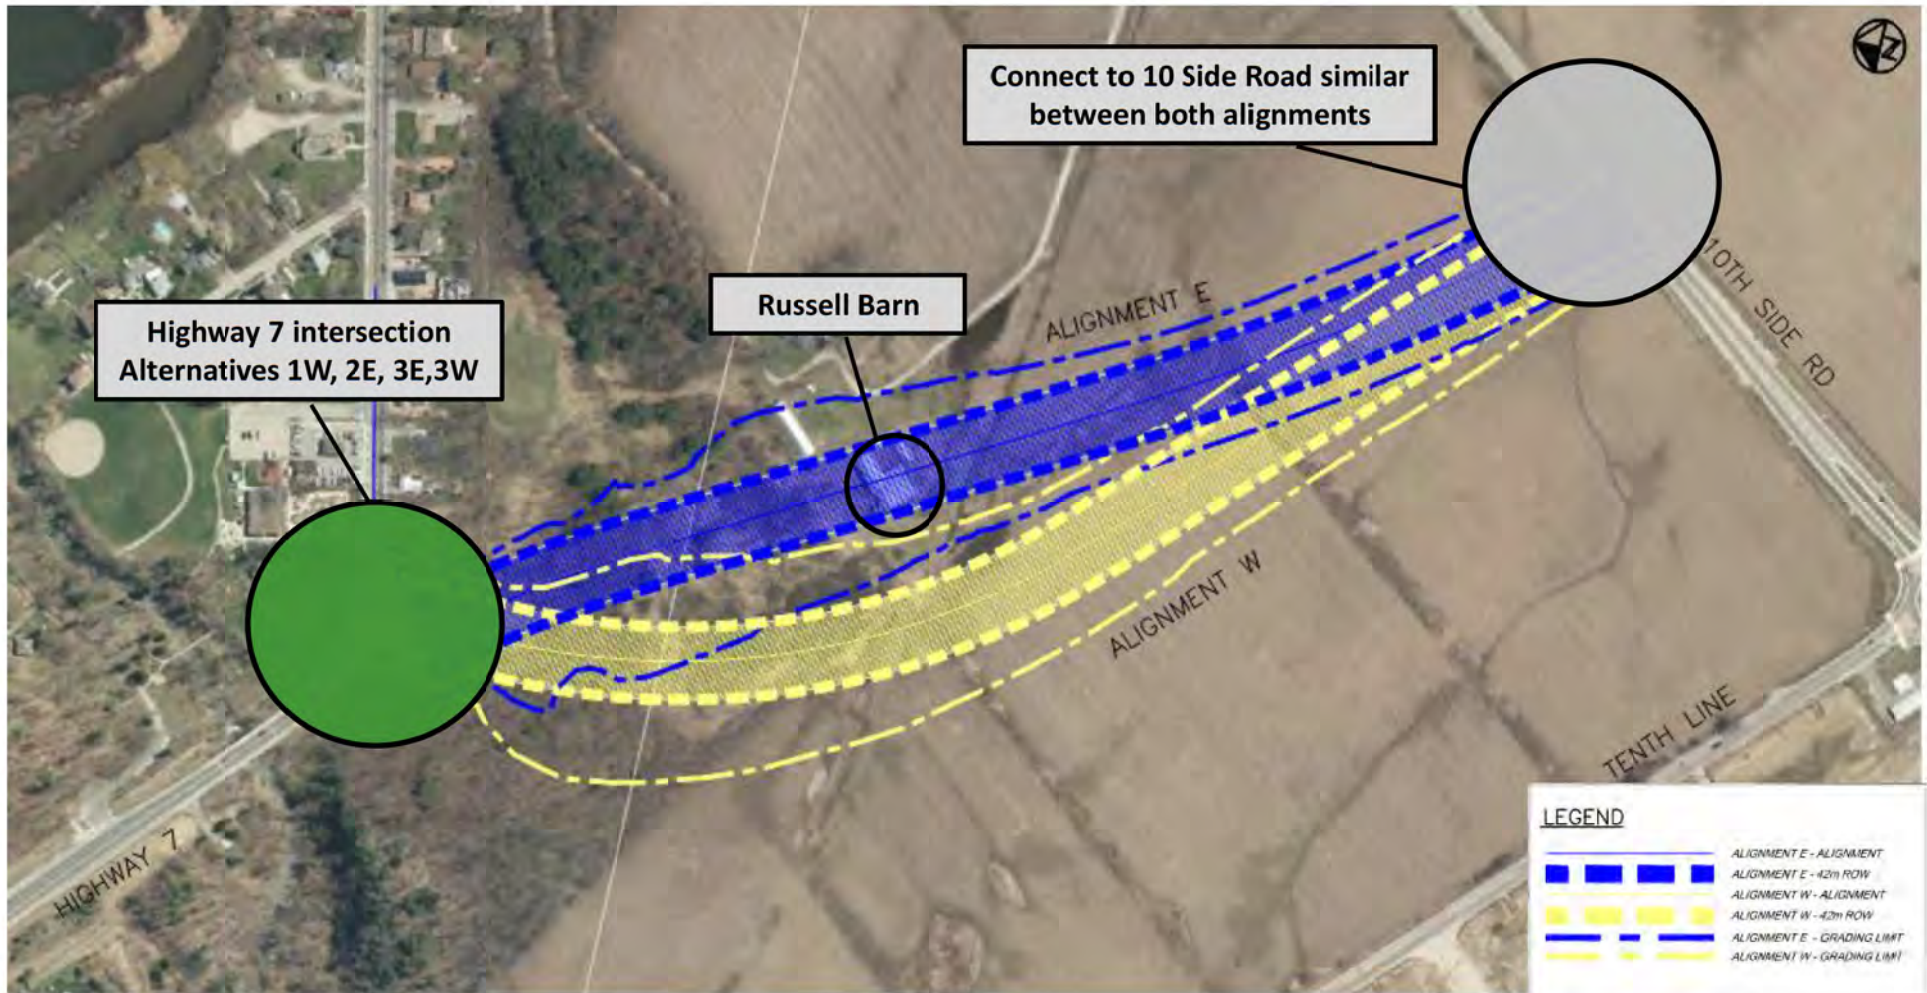 Connect to 10 Side Road similar
between both alignments
Russell Barn
Highway 7 intersection
Alternatives 1W, 2E, 3E,3W
ALIGNMENT E
10TH SIDE RD
ALIGNMENT W
TENTH LINE
HIGHWAY 7
LEGEND
ALIGNMENT E - ALIGNMENT
ALIGNMENT E - 42m ROW
ALIGNMENT W - ALIGNMENT
ALIGNMENT W - 42m ROW
ALIGNMENT E - GRADING LIMIT
ALIGNMENT W - GRADING LIMIT